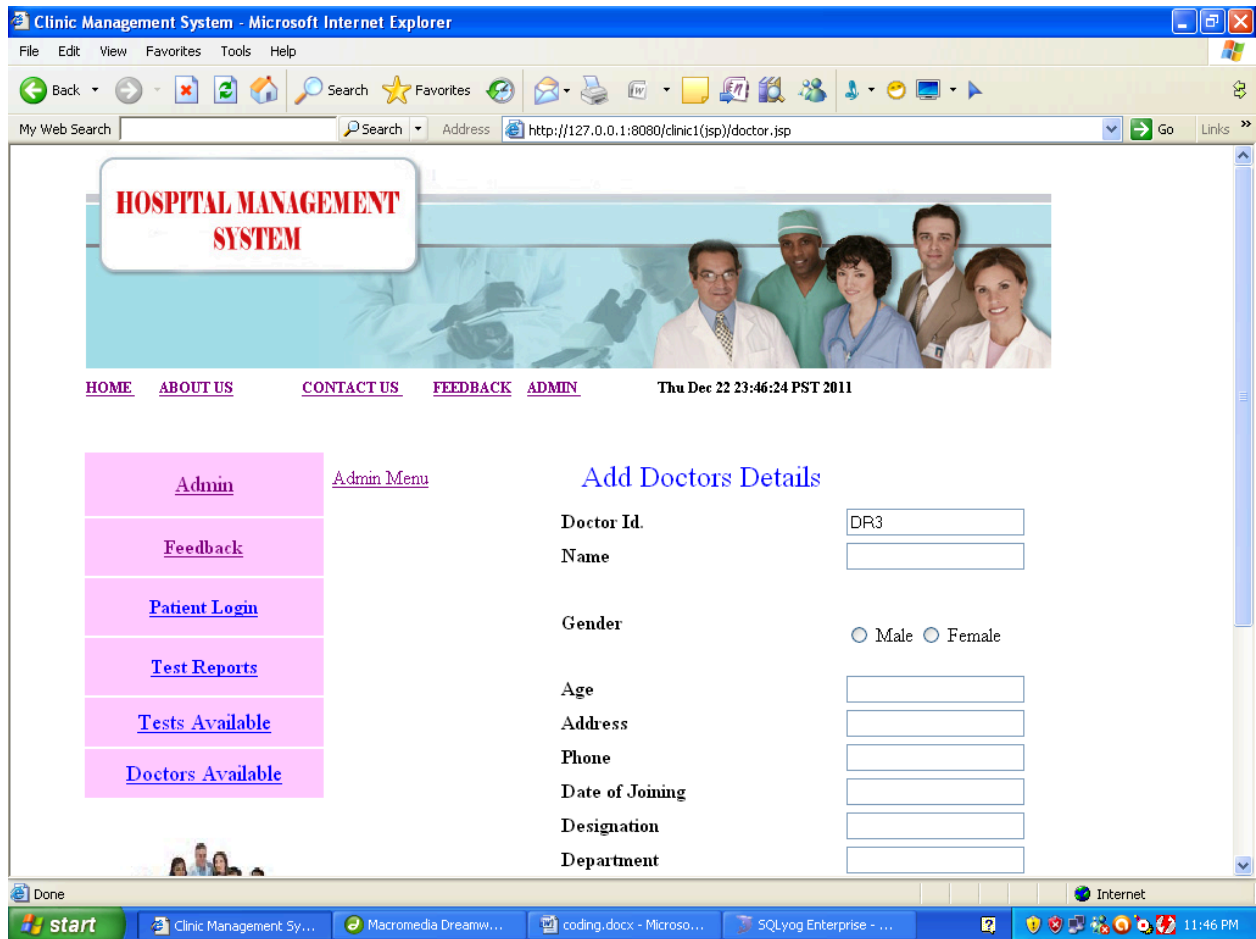 Clinic Management System - Microsoft Internet Explorer
File Edit View Favorites Tools Help
Back Search Favorites
My Web Search Search Address http://127.0.0.1:8080/clinic1(jsp)/doctor.jsp Go Links »
HOSPITAL MANAGEMENT
SYSTEM
HOME ABOUT US CONTACT US FEEDBACK ADMIN Thu Dec 22 23:46:24 PST 2011
Admin
Feedback
Patient Login
Test Reports
Tests Available
Doctors Available
Admin Menu
Add Doctors Details
Doctor Id. DR3
Name
Gender Male Female
Age
Address
Phone
Date of Joining
Designation
Department
Done Internet
start Clinic Management Sy... Macromedia Dreamw... coding.docx - Microso... SQLyog Enterprise - ... 11:46 PM